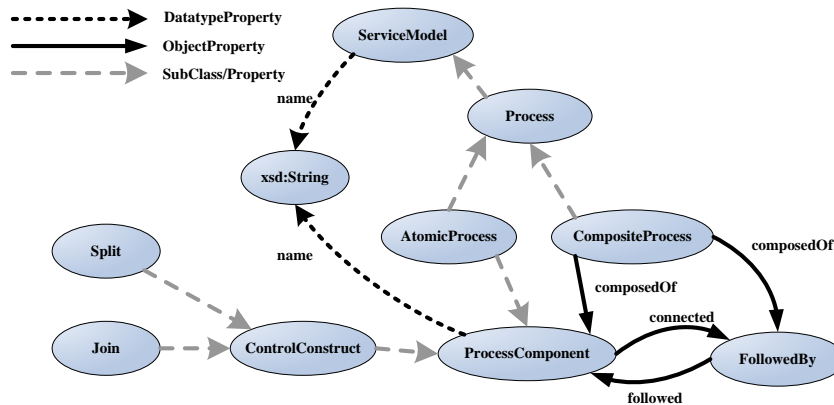 DatatypeProperty
ObjectProperty
SubClass/Property
ServiceModel
name
Process
xsd:String
name
AtomicProcess
CompositeProcess
composedOf
composedOf
Split
connected
Join
ControlConstruct
ProcessComponent
FollowedBy
followed